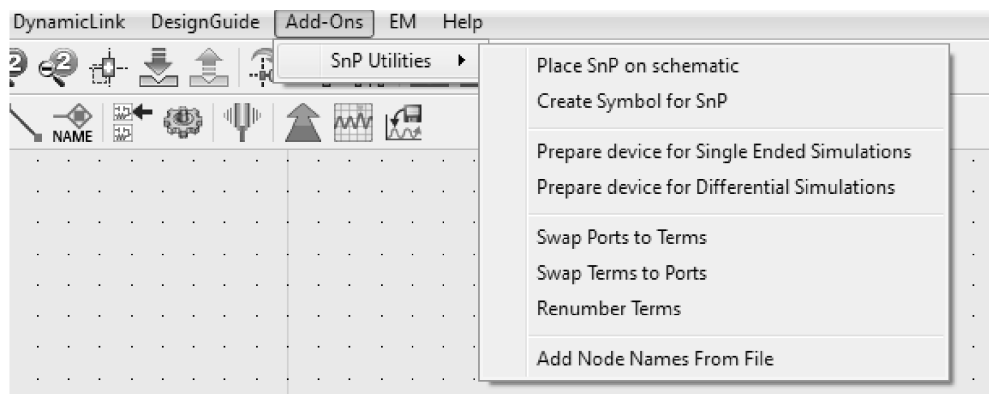 DynamicLink DesignGuide Add-Ons EM Help
SnP Utilities
2 2
NAME
Place SnP on schematic
Create Symbol for SnP
Prepare device for Single Ended Simulations
Prepare device for Differential Simulations
Swap Ports to Terms
Swap Terms to Ports
Renumber Terms
Add Node Names From File